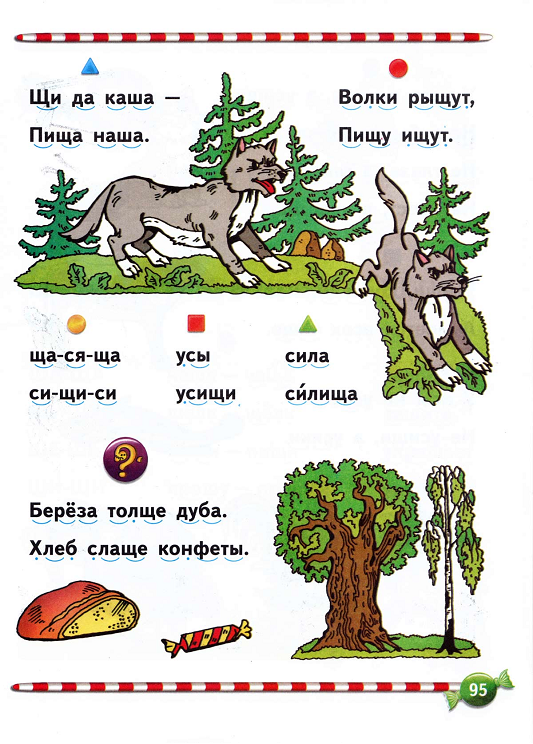 Щи да каша –
Пища наша.
Волки рыщут,
Пищу ищут.
ща-ся-ща
си-щи-си
усы
усищи
сила
си́лища
?
Берёза толще дуба.
Хлеб слаще конфеты.
95